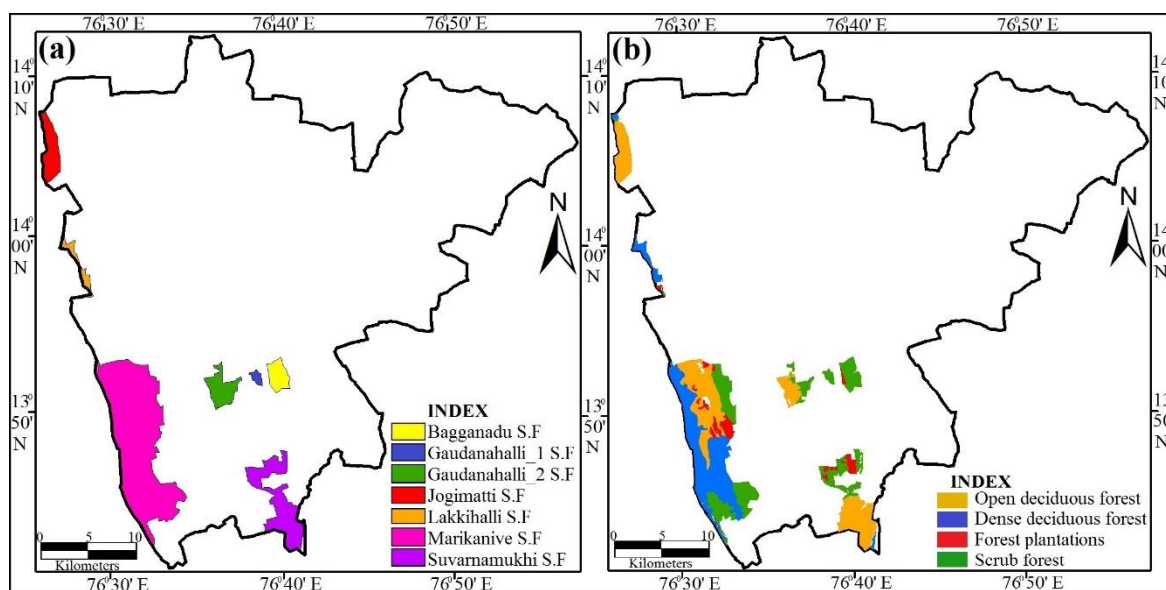 76°30' E
76°40' E
76°50' E
(a)
14°
10'
N
14°
00'
N
13°
50'
N
N
INDEX
Bagganadu S.F
Gaudanahalli_1 S.F
Gaudanahalli_2 S.F
Jogimatti S.F
Lakkihalli S.F
Marikanive S.F
Suvarnamukhi S.F
0 5 10
Kilometers
76°30' E
76°40' E
76°50' E
76°30' E
76°40' E
76°50' E
(b)
14°
10'
N
14°
00'
N
13°
50'
N
N
INDEX
Open deciduous forest
Dense deciduous forest
Forest plantations
Scrub forest
0 5 10
Kilometers
76°30' E
76°40' E
76°50' E